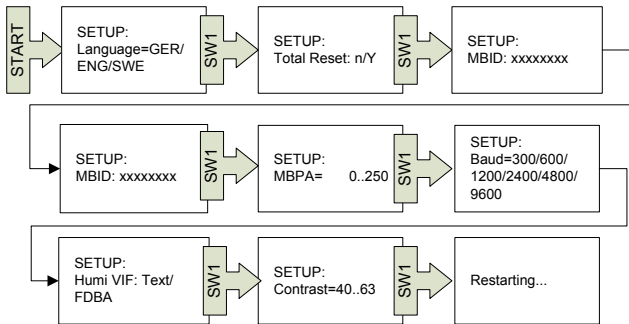 START
SETUP:
Language=GER/
ENG/SWE
SW1
SETUP:
Total Reset: n/Y
SW1
SETUP:
MBID: xxxxxxxx
SETUP:
MBID: xxxxxxxx
SW1
SETUP:
MBPA= 0..250
SW1
SETUP:
Baud=300/600/
1200/2400/4800/
9600
SETUP:
Humi VIF: Text/
FDBA
SW1
SETUP:
Contrast=40..63
SW1
Restarting...